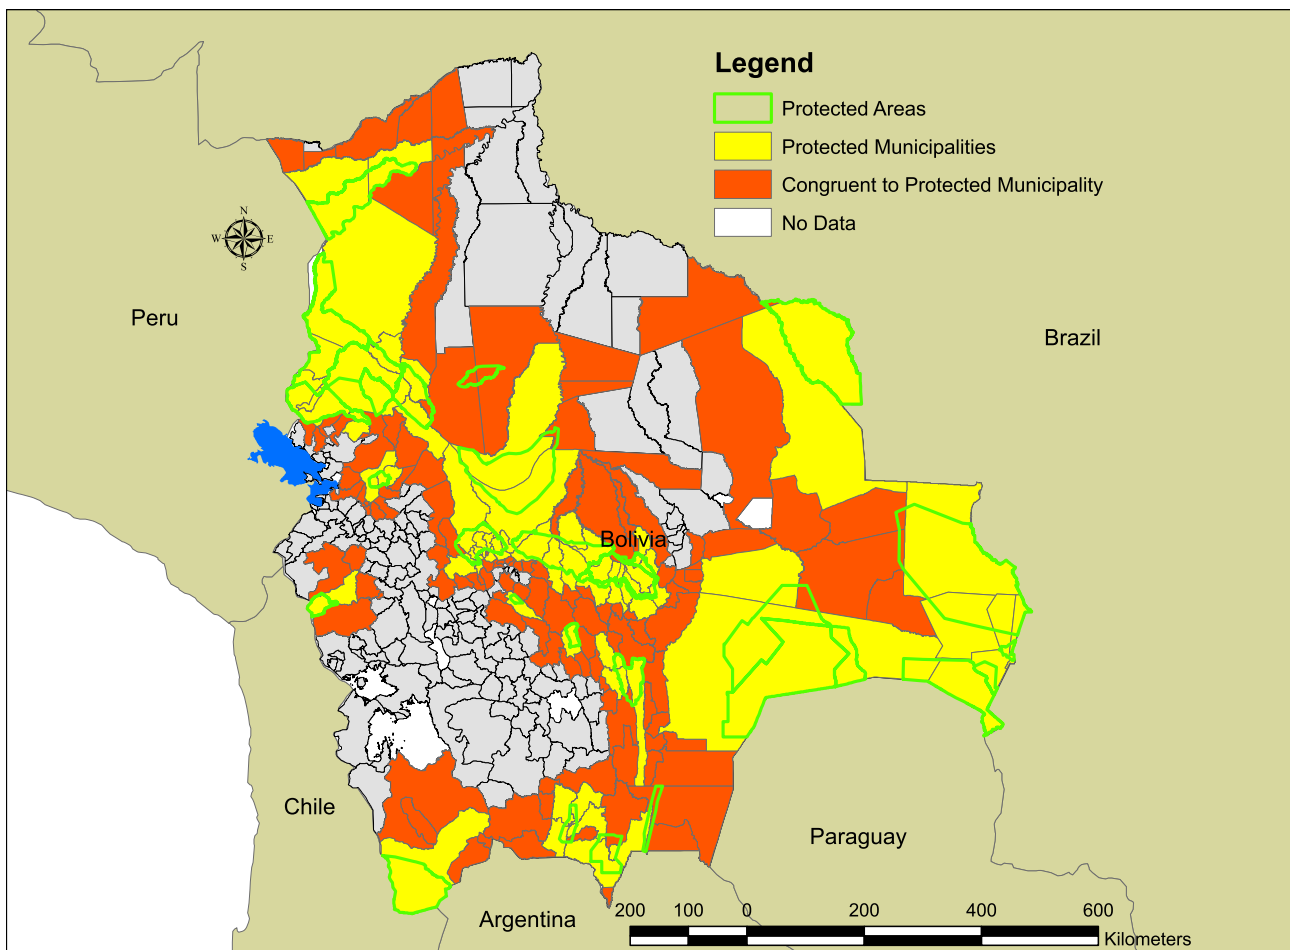 Legend
Protected Areas
Protected Municipalities
Congruent to Protected Municipality
No Data
N
W E
S
Peru
Brazil
Bolivia
Chile
Paraguay
Argentina
200 100 0 200 400 600
Kilometers